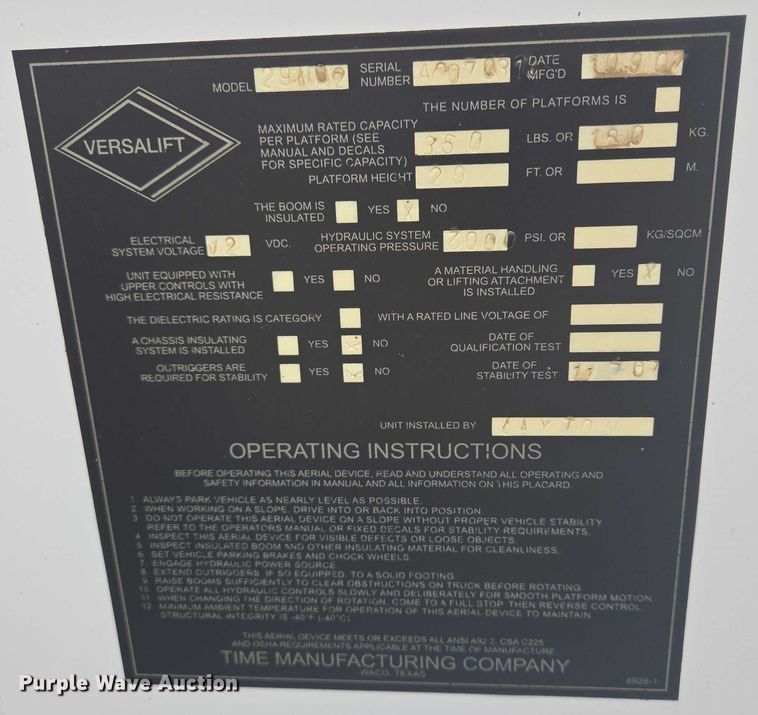 MODEL
SERIAL NUMBER
DATE MFG'D
THE NUMBER OF PLATFORMS IS
VERSALIFT
MAXIMUM RATED CAPACITY
PER PLATFORM (SEE
MANUAL AND DECALS
FOR SPECIFIC CAPACITY) 350 LBS. OR KG.
PLATFORM HEIGHT 29 FT. OR M.
THE BOOM IS INSULATED YES X NO
ELECTRICAL SYSTEM VOLTAGE 12 VDC.
HYDRAULIC SYSTEM OPERATING PRESSURE PSI. OR KG/SQCM
UNIT EQUIPPED WITH
UPPER CONTROLS WITH
HIGH ELECTRICAL RESISTANCE YES NO
A MATERIAL HANDLING
OR LIFTING ATTACHMENT
IS INSTALLED YES X NO
THE DIELECTRIC RATING IS CATEGORY WITH A RATED LINE VOLTAGE OF
A CHASSIS INSULATING
SYSTEM IS INSTALLED YES X NO
DATE OF
QUALIFICATION TEST
OUTRIGGERS ARE
REQUIRED FOR STABILITY YES X NO
DATE OF
STABILITY TEST 11 7 07
UNIT INSTALLED BY LAYTON
OPERATING INSTRUCTIONS
BEFORE OPERATING THIS AERIAL DEVICE, READ AND UNDERSTAND ALL OPERATING AND
SAFETY INFORMATION IN MANUAL AND ALL INFORMATION ON THIS PLACARD.
1. ALWAYS PARK VEHICLE AS NEARLY LEVEL AS POSSIBLE.
2. WHEN WORKING ON A SLOPE, DRIVE INTO OR BACK INTO POSITION.
3. DO NOT OPERATE THIS AERIAL DEVICE ON A SLOPE WITHOUT PROPER VEHICLE STABILITY
REFER TO THE OPERATORS MANUAL OR FIXED DECALS FOR STABILITY REQUIREMENTS.
4. INSPECT THIS AERIAL DEVICE FOR VISIBLE DEFECTS OR LOOSE OBJECTS.
5. INSPECT INSULATED BOOM AND OTHER INSULATING MATERIAL FOR CLEANLINESS.
6. SET VEHICLE PARKING BRAKES AND CHOCK WHEELS.
7. ENGAGE HYDRAULIC POWER SOURCE.
8. EXTEND OUTRIGGERS, IF SO EQUIPPED, TO A SOLID FOOTING.
9. RAISE BOOMS SUFFICIENTLY TO CLEAR OBSTRUCTIONS ON TRUCK BEFORE ROTATING.
10. OPERATE ALL HYDRAULIC CONTROLS SLOWLY AND DELIBERATELY FOR SMOOTH PLATFORM MOTION.
11. WHEN CHANGING THE DIRECTION OF ROTATION, COME TO A FULL STOP THEN REVERSE CONTROL.
12. MINIMUM AMBIENT TEMPERATURE FOR OPERATION OF THIS AERIAL DEVICE TO MAINTAIN
STRUCTURAL INTEGRITY IS -40°F (-40°C)
THIS AERIAL DEVICE MEETS OR EXCEEDS ALL ANSI A92.2, CSA C225
AND OSHA REQUIREMENTS APPLICABLE AT THE TIME OF MANUFACTURE
TIME MANUFACTURING COMPANY
WACO, TEXAS
8928-1
Purple Wave Auction